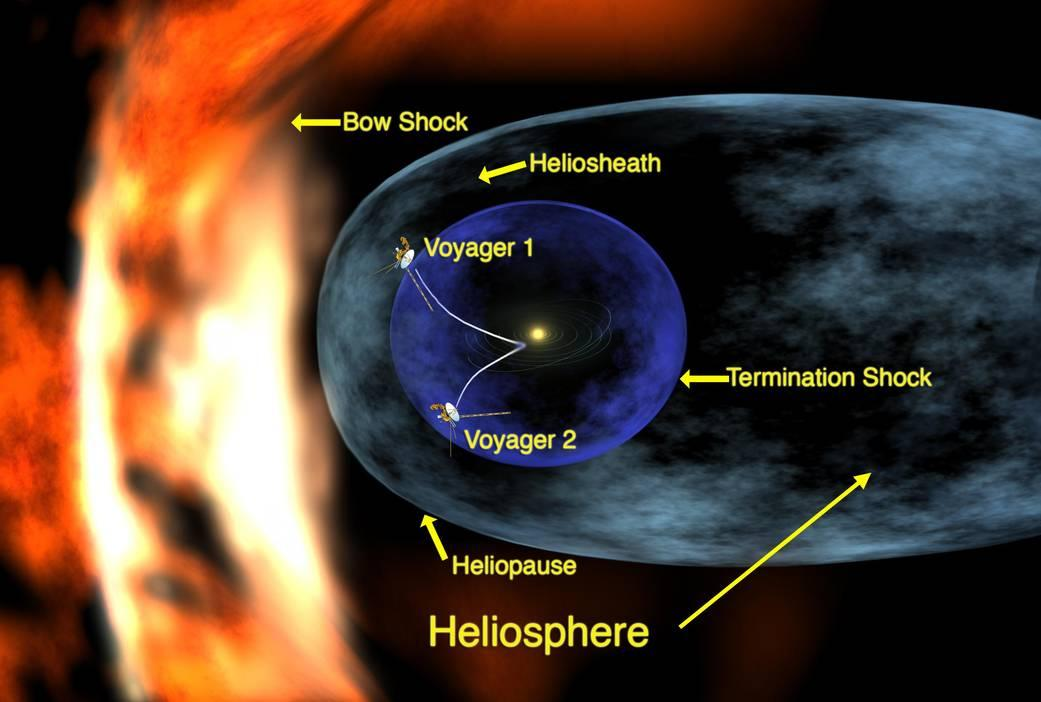 Bow Shock
Heliosheath
Voyager 1
Termination Shock
Voyager 2
Heliopause
Heliosphere